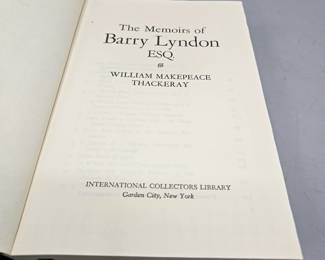 The Memoirs of
Barry Lyndon
ESQ.
WILLIAM MAKEPEACE
THACKERAY
INTERNATIONAL COLLECTORS LIBRARY
Garden City, New York